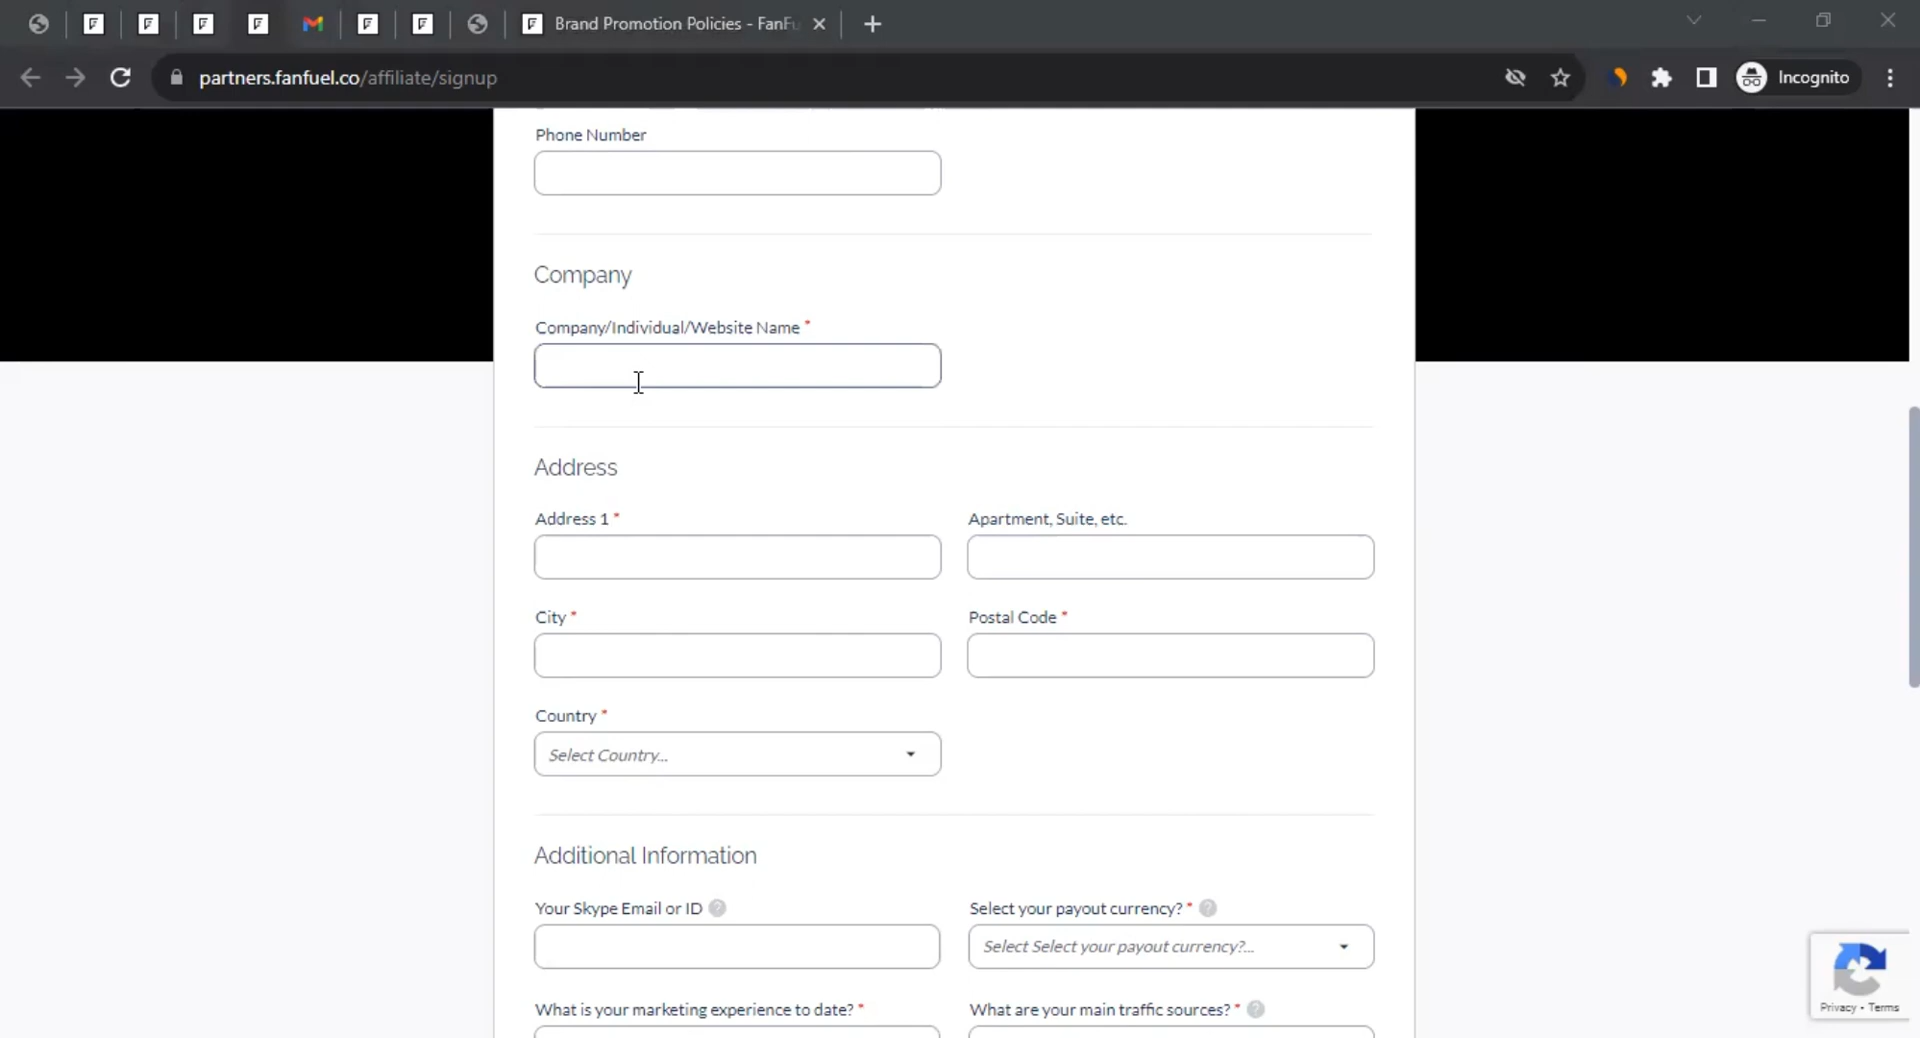 Brand Promotion Policies - FanFu
partners.fanfuel.co/affiliate/signup
Incognito
Phone Number
Company
Company/Individual/Website Name *
Address
Address 1 *
Apartment, Suite, etc.
City *
Postal Code *
Country *
Select Country...
Additional Information
Your Skype Email or ID ?
Select your payout currency? * ?
Select Select your payout currency?...
What is your marketing experience to date? *
What are your main traffic sources? * ?
Privacy • Terms